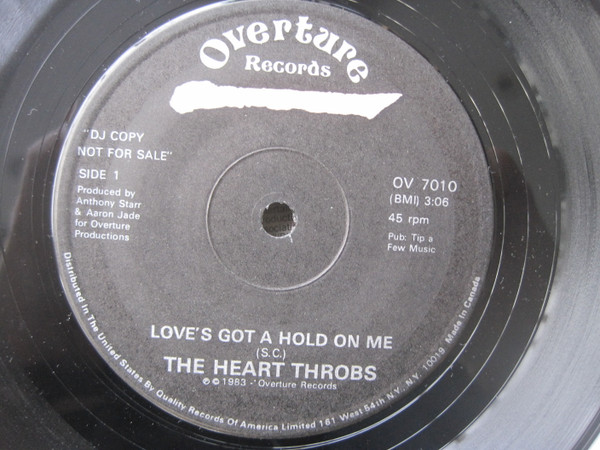 Overture
Records
"DJ COPY
NOT FOR SALE"
SIDE 1
Produced by
Anthony Starr
& Aaron Jade
for Overture
Productions
OV 7010
(BMI) 3:06
45 rpm
Pub: Tip a
Few Music
LOVE'S GOT A HOLD ON ME
(S.C.)
THE HEART THROBS
℗ © 1983 - Overture Records
Distributed In The United States By Quality Records Of America Limited 161 West 54th N.Y., N.Y. 10019 Made In Canada